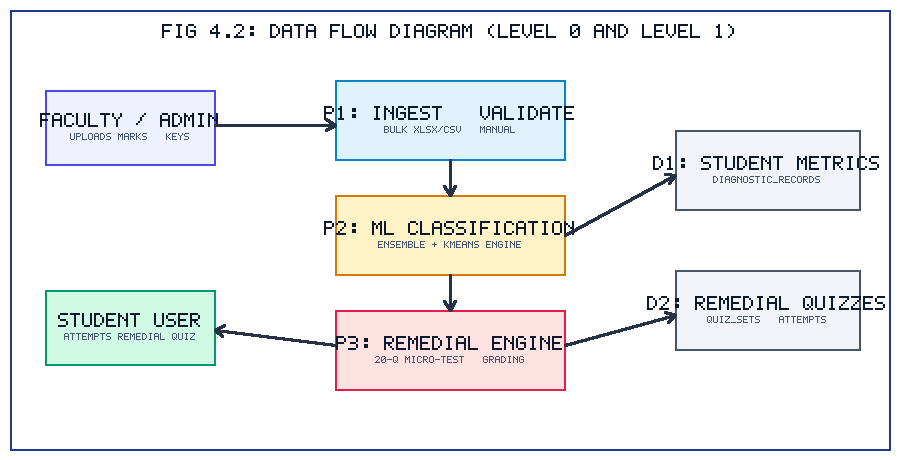 FIG 4.2: DATA FLOW DIAGRAM (LEVEL 0 AND LEVEL 1)
FACULTY / ADMIN
UPLOADS MARKS   KEYS
P1: INGEST   VALIDATE
BULK XLSX/CSV   MANUAL
D1: STUDENT METRICS
DIAGNOSTIC_RECORDS
P2: ML CLASSIFICATION
ENSEMBLE + KMEANS ENGINE
D2: REMEDIAL QUIZZES
QUIZ_SETS   ATTEMPTS
STUDENT USER
ATTEMPTS REMEDIAL QUIZ
P3: REMEDIAL ENGINE
20-Q MICRO-TEST   GRADING